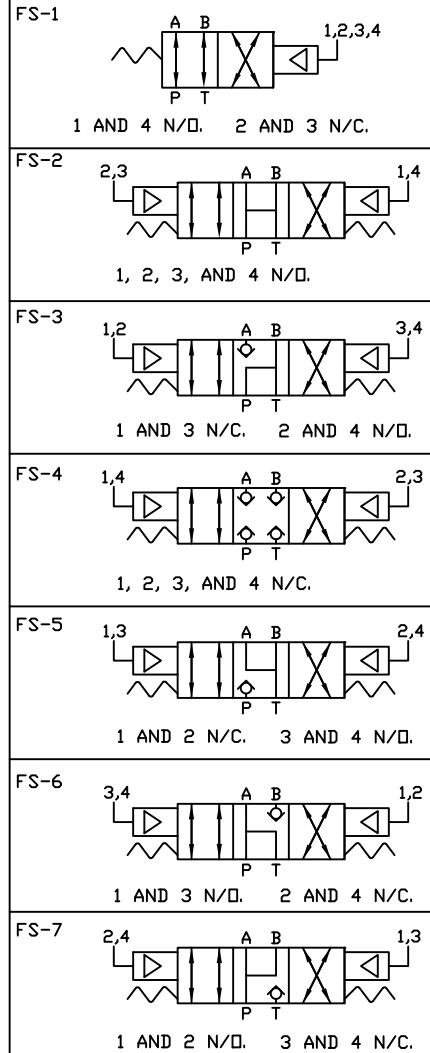 FS-1
A B
1,2,3,4
P T
1 AND 4 N/O. 2 AND 3 N/C.
FS-2
2,3 A B 1,4
P T
1, 2, 3, AND 4 N/O.
FS-3
1,2 A B 3,4
P T
1 AND 3 N/C. 2 AND 4 N/O.
FS-4
1,4 A B 2,3
P T
1, 2, 3, AND 4 N/C.
FS-5
1,3 A B 2,4
P T
1 AND 2 N/C. 3 AND 4 N/O.
FS-6
3,4 A B 1,2
P T
1 AND 3 N/O. 2 AND 4 N/C.
FS-7
2,4 A B 1,3
P T
1 AND 2 N/O. 3 AND 4 N/C.